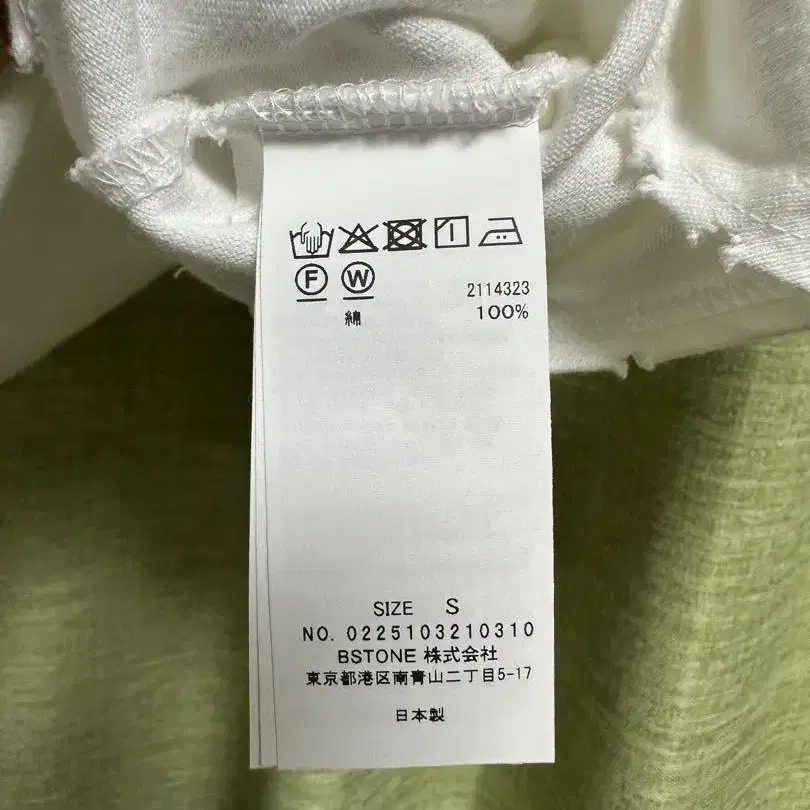 F W
2114323
綿 100%
SIZE S
NO. 0225103210310
BSTONE 株式会社
東京都港区南青山二丁目5-17
日本製